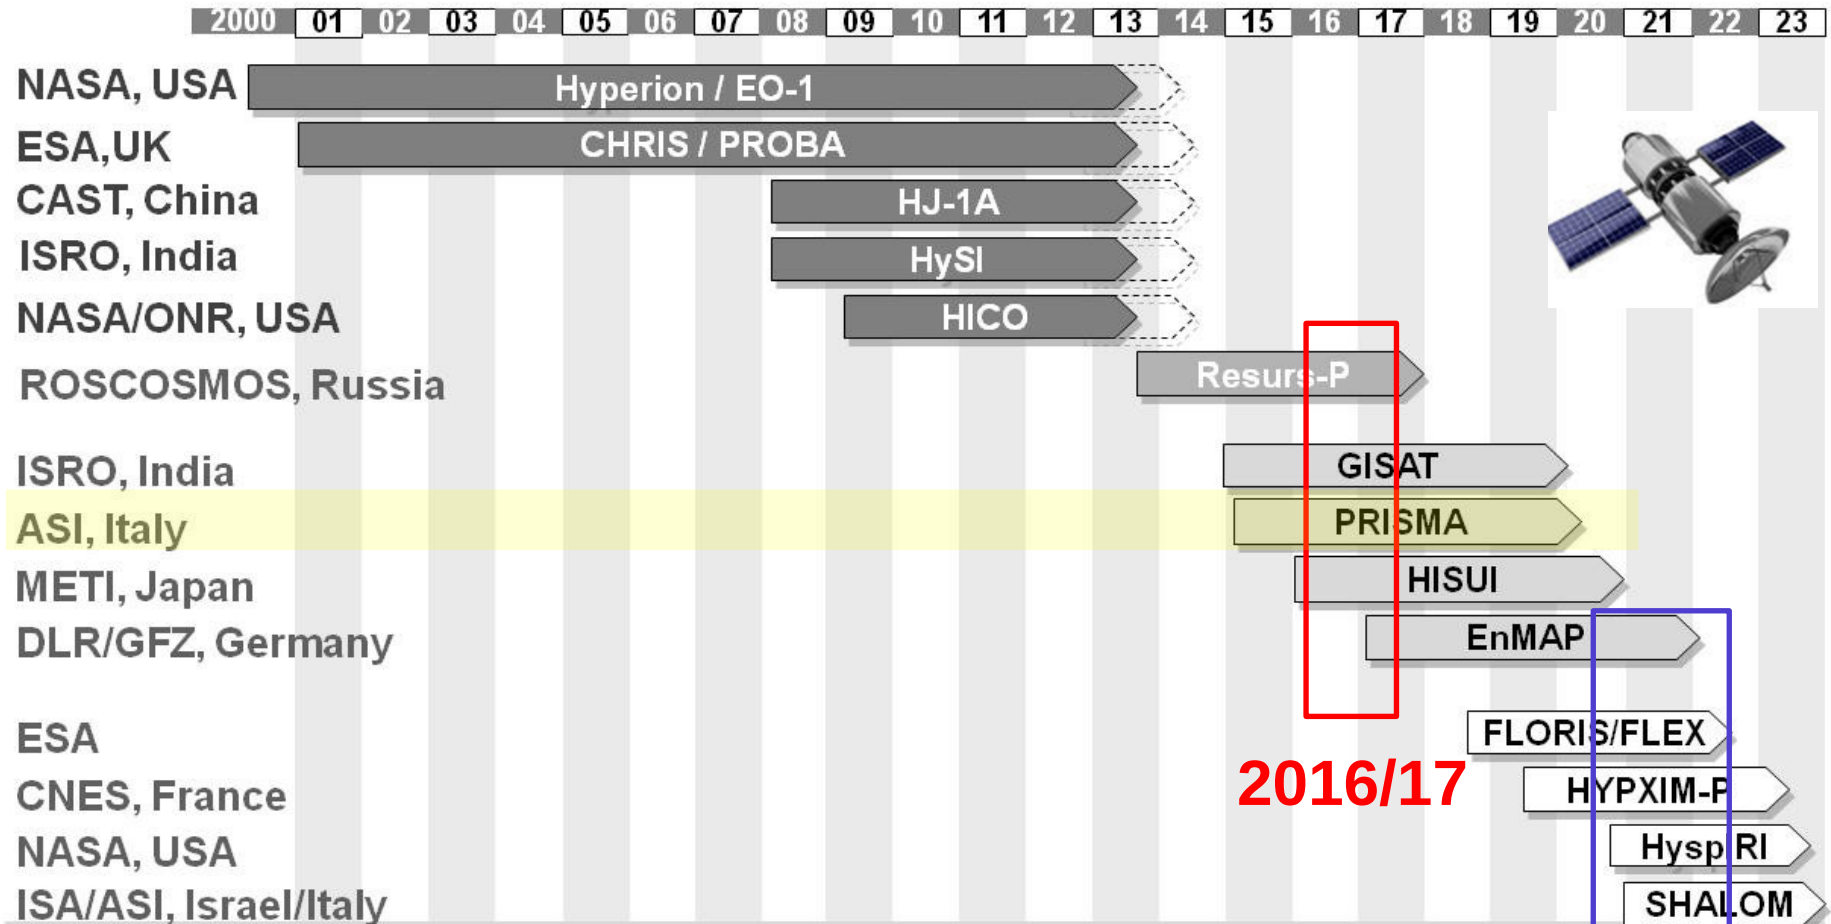 2000 01 02 03 04 05 06 07 08 09 10 11 12 13 14 15 16 17 18 19 20 21 22 23
NASA, USA Hyperion / EO-1
ESA,UK CHRIS / PROBA
CAST, China HJ-1A
ISRO, India HySI
NASA/ONR, USA HICO
ROSCOSMOS, Russia Resurs-P
ISRO, India GISAT
ASI, Italy PRISMA
METI, Japan HISUI
DLR/GFZ, Germany EnMAP
ESA FLORIS/FLEX
2016/17
CNES, France HYPXIM-P
NASA, USA HyspIRI
ISA/ASI, Israel/Italy SHALOM